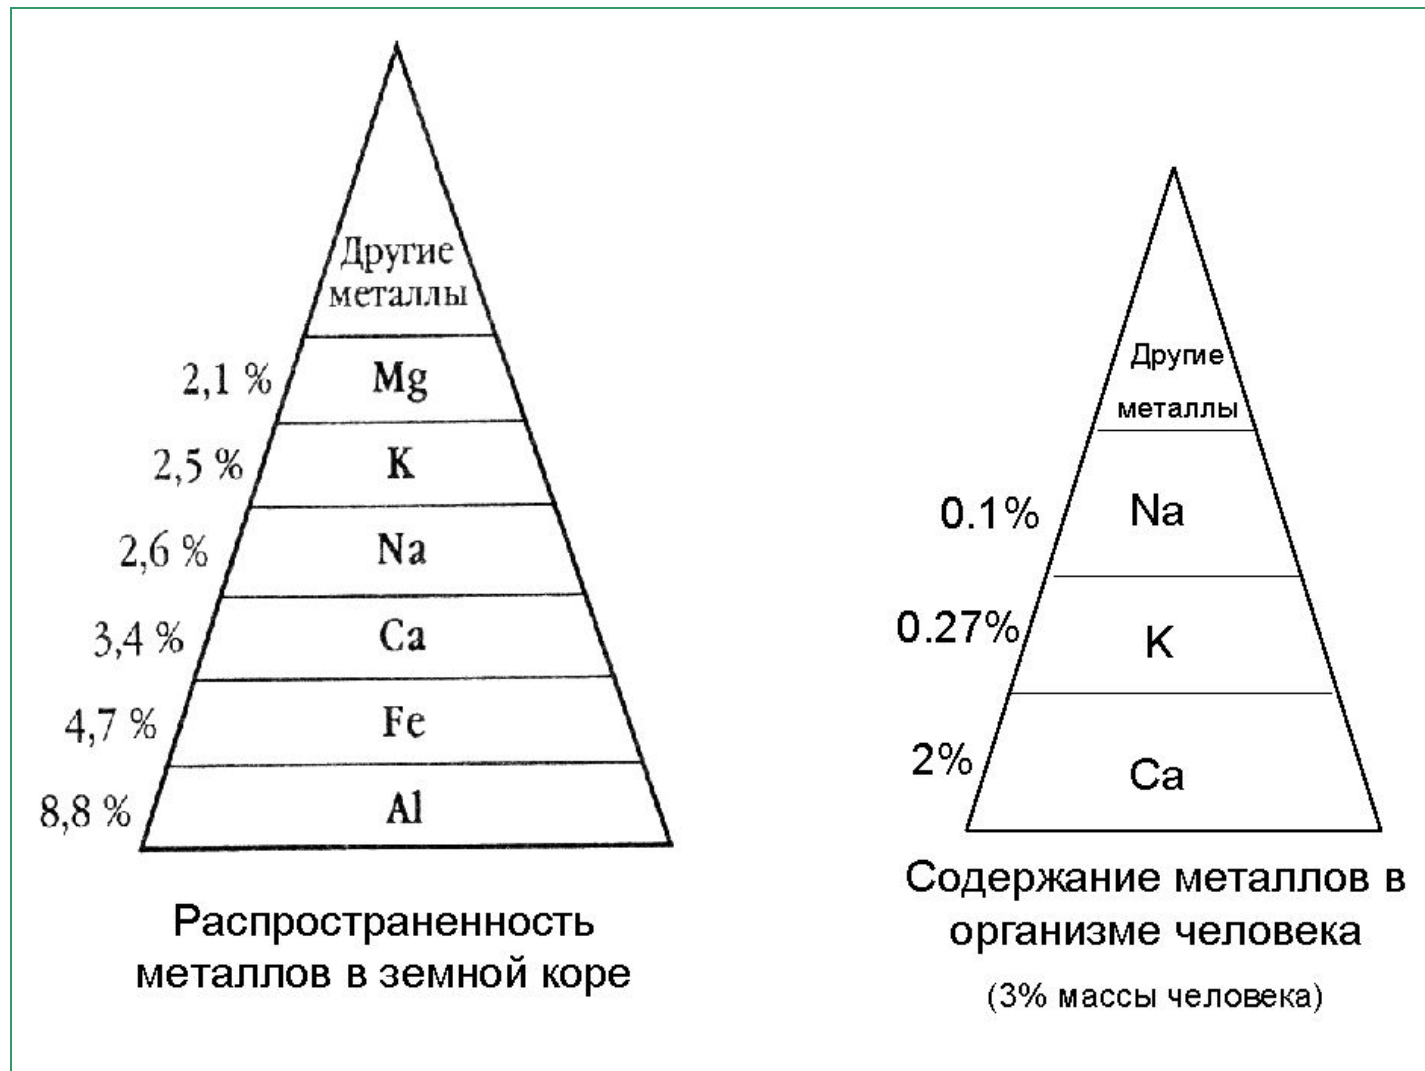 Другие
металлы
2,1 % Mg
2,5 % K
2,6 % Na
3,4 % Ca
4,7 % Fe
8,8 % Al
Распространенность
металлов в земной коре
Другие
металлы
0.1% Na
0.27% K
2% Ca
Содержание металлов в
организме человека
(3% массы человека)